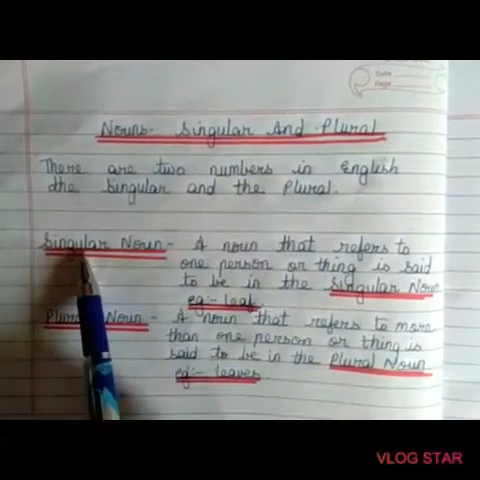 Date
Page
Nouns- Singular And Plural
There are two numbers in English
the Singular and the Plural.
Singular Noun- A noun that refers to
one person or thing is said
to be in the Singular Noun
eg:- leaf
Plural Noun- A noun that refers to more
than one person or thing is
said to be in the Plural Noun
eg:- leaves
VLOG STAR